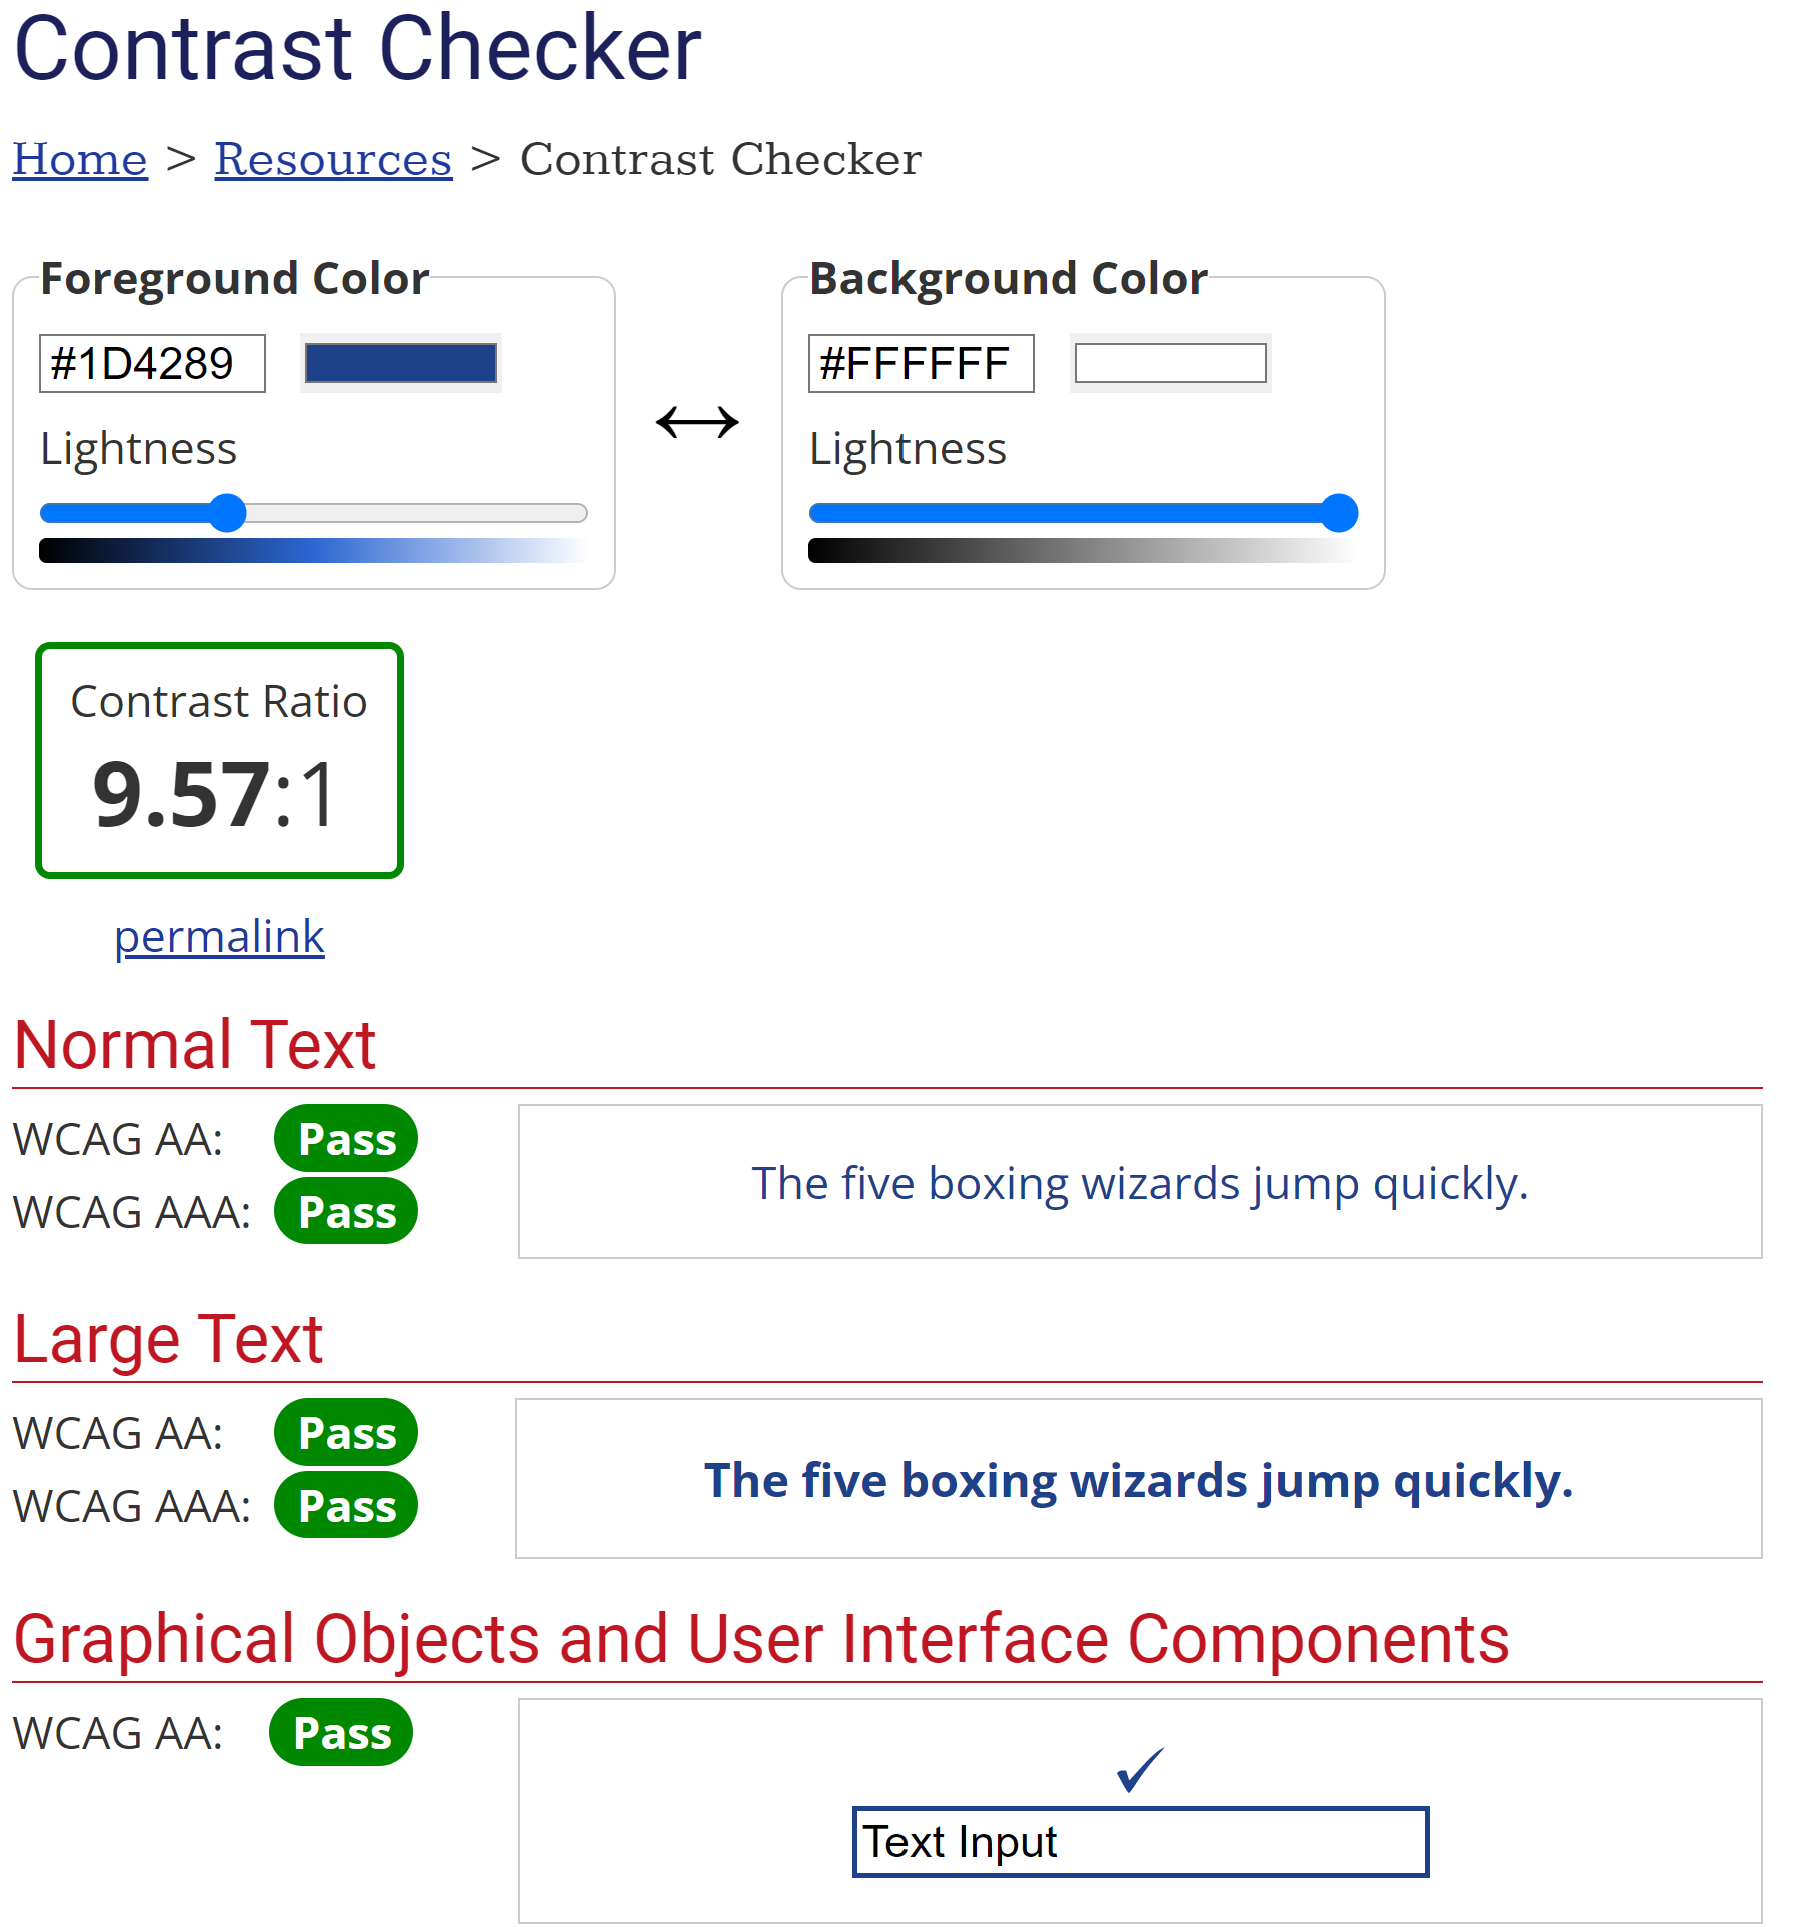 Contrast Checker
Home > Resources > Contrast Checker
Foreground Color
#1D4289
Lightness
Background Color
#FFFFFF
Lightness
Contrast Ratio
9.57:1
permalink
Normal Text
WCAG AA: Pass
WCAG AAA: Pass
The five boxing wizards jump quickly.
Large Text
WCAG AA: Pass
WCAG AAA: Pass
The five boxing wizards jump quickly.
Graphical Objects and User Interface Components
WCAG AA: Pass
Text Input